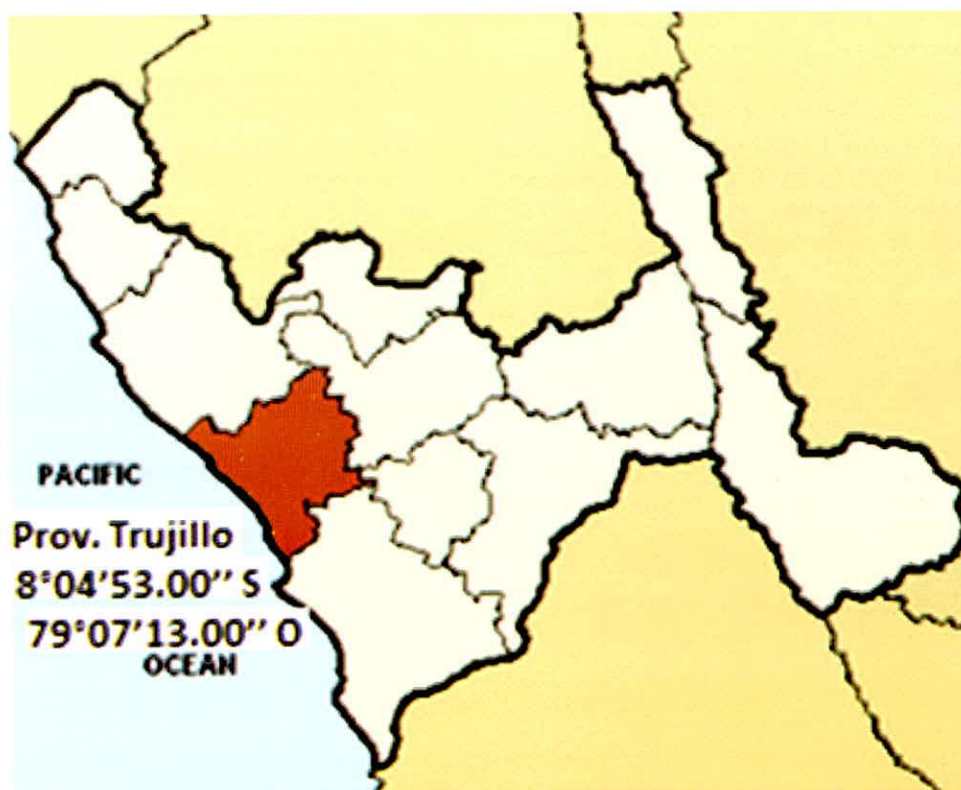 PACIFIC
Prov. Trujillo
8°04’53.00’’ S
79°07’13.00’’ O
OCEAN